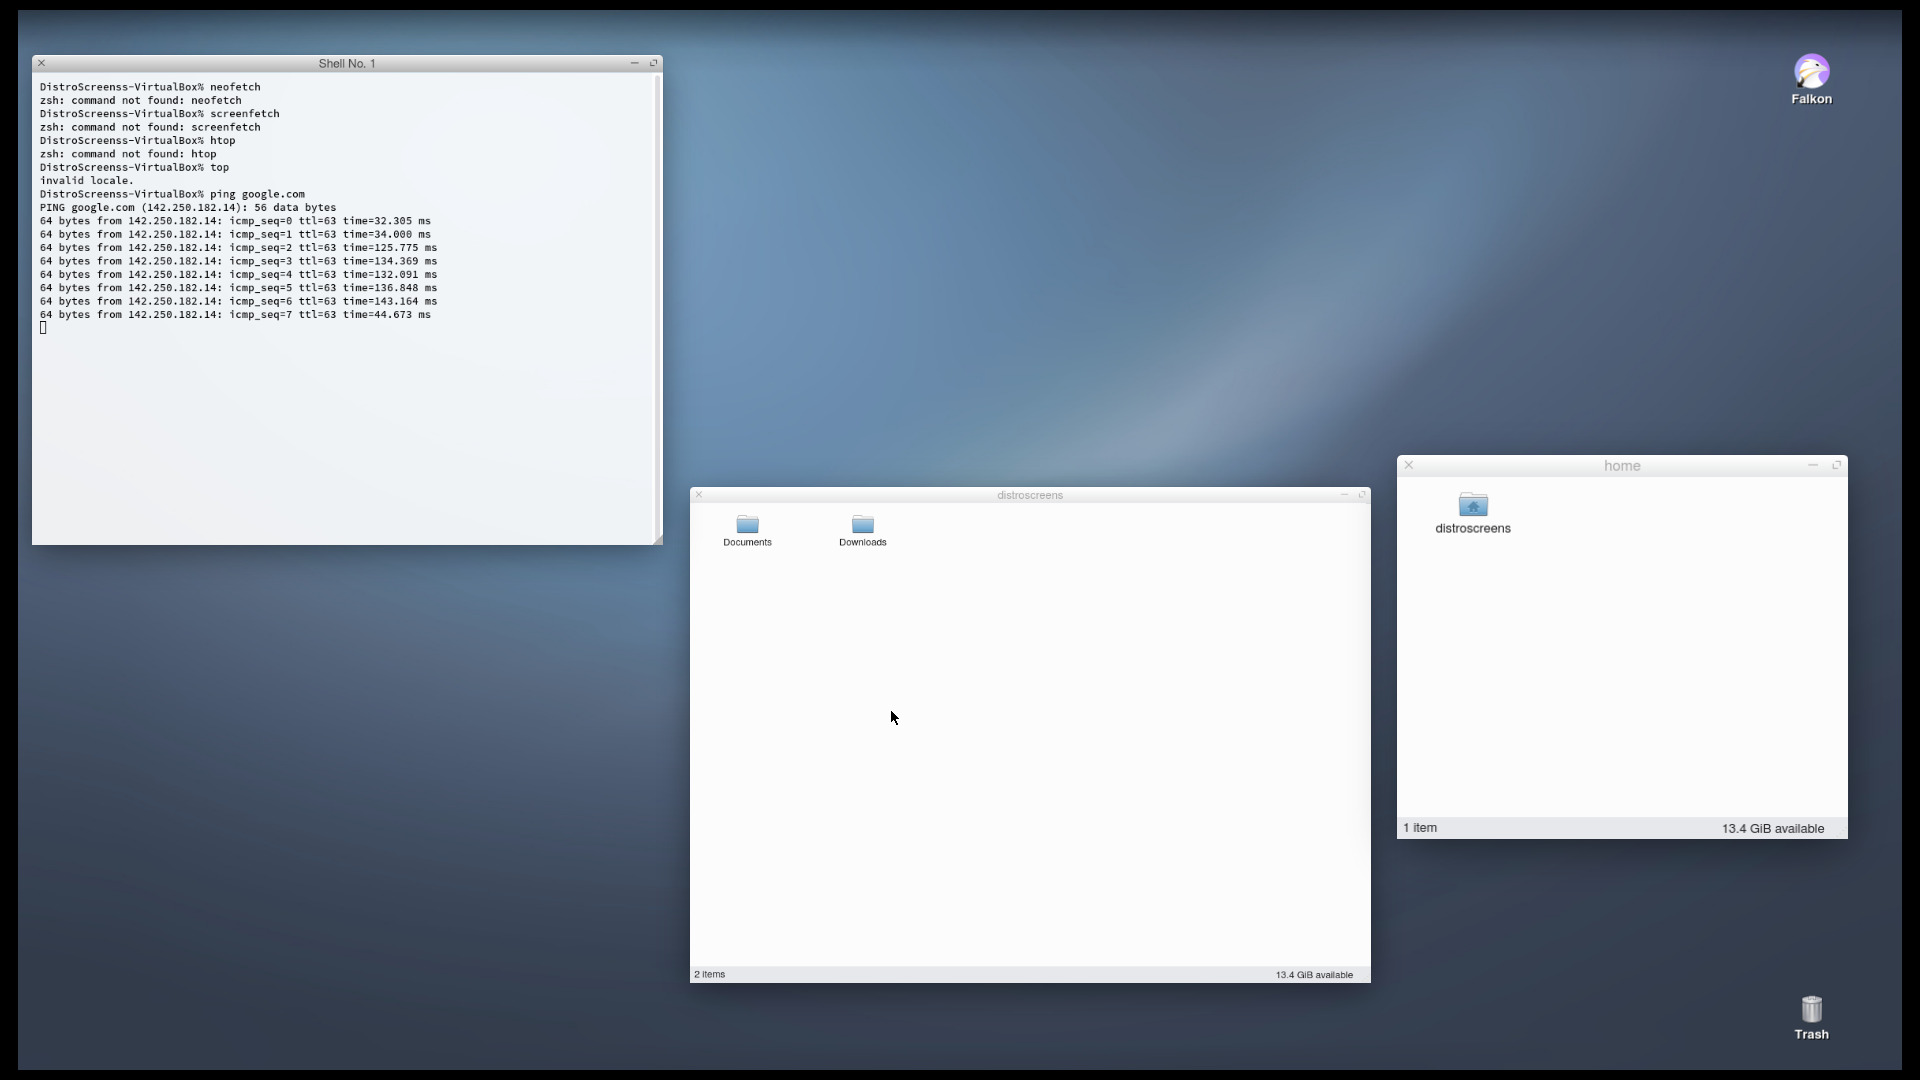 Shell No. 1
DistroScreenss-VirtualBox% neofetch
zsh: command not found: neofetch
DistroScreenss-VirtualBox% screenfetch
zsh: command not found: screenfetch
DistroScreenss-VirtualBox% htop
zsh: command not found: htop
DistroScreenss-VirtualBox% top
invalid locale.
DistroScreenss-VirtualBox% ping google.com
PING google.com (142.250.182.14): 56 data bytes
64 bytes from 142.250.182.14: icmp_seq=0 ttl=63 time=32.305 ms
64 bytes from 142.250.182.14: icmp_seq=1 ttl=63 time=34.000 ms
64 bytes from 142.250.182.14: icmp_seq=2 ttl=63 time=125.775 ms
64 bytes from 142.250.182.14: icmp_seq=3 ttl=63 time=134.369 ms
64 bytes from 142.250.182.14: icmp_seq=4 ttl=63 time=132.091 ms
64 bytes from 142.250.182.14: icmp_seq=5 ttl=63 time=136.848 ms
64 bytes from 142.250.182.14: icmp_seq=6 ttl=63 time=143.164 ms
64 bytes from 142.250.182.14: icmp_seq=7 ttl=63 time=44.673 ms
Falkon
distroscreens
Documents
Downloads
2 items
13.4 GiB available
home
distroscreens
1 item
13.4 GiB available
Trash